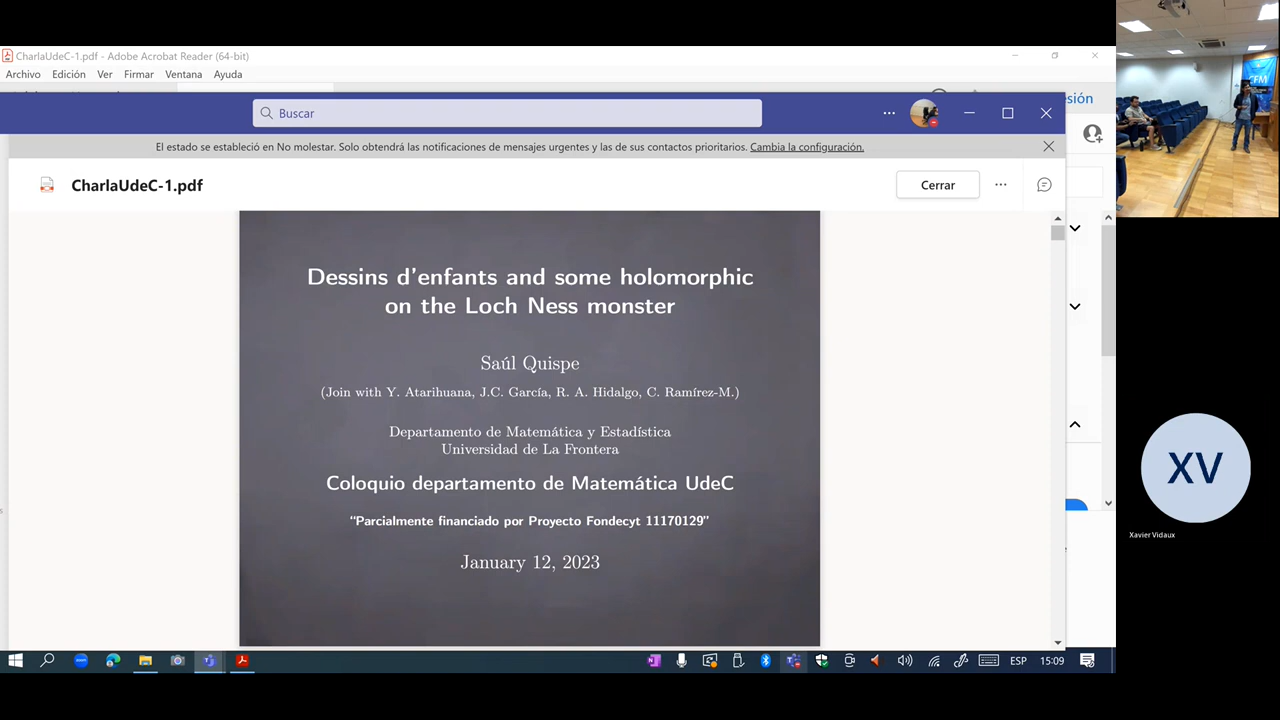 CharlaUdeC-1.pdf - Adobe Acrobat Reader (64-bit)
Archivo Edición Ver Firmar Ventana Ayuda
Buscar
sión
El estado se estableció en No molestar. Solo obtendrá las notificaciones de mensajes urgentes y las de sus contactos prioritarios. Cambia la configuración.
CharlaUdeC-1.pdf
Cerrar
Dessins d'enfants and some holomorphic
on the Loch Ness monster
Saúl Quispe
(Join with Y. Atarihuana, J.C. García, R. A. Hidalgo, C. Ramírez-M.)
Departamento de Matemática y Estadística
Universidad de La Frontera
Coloquio departamento de Matemática UdeC
“Parcialmente financiado por Proyecto Fondecyt 11170129”
January 12, 2023
CFM
XV
Xavier Vidaux
ESP 15:09